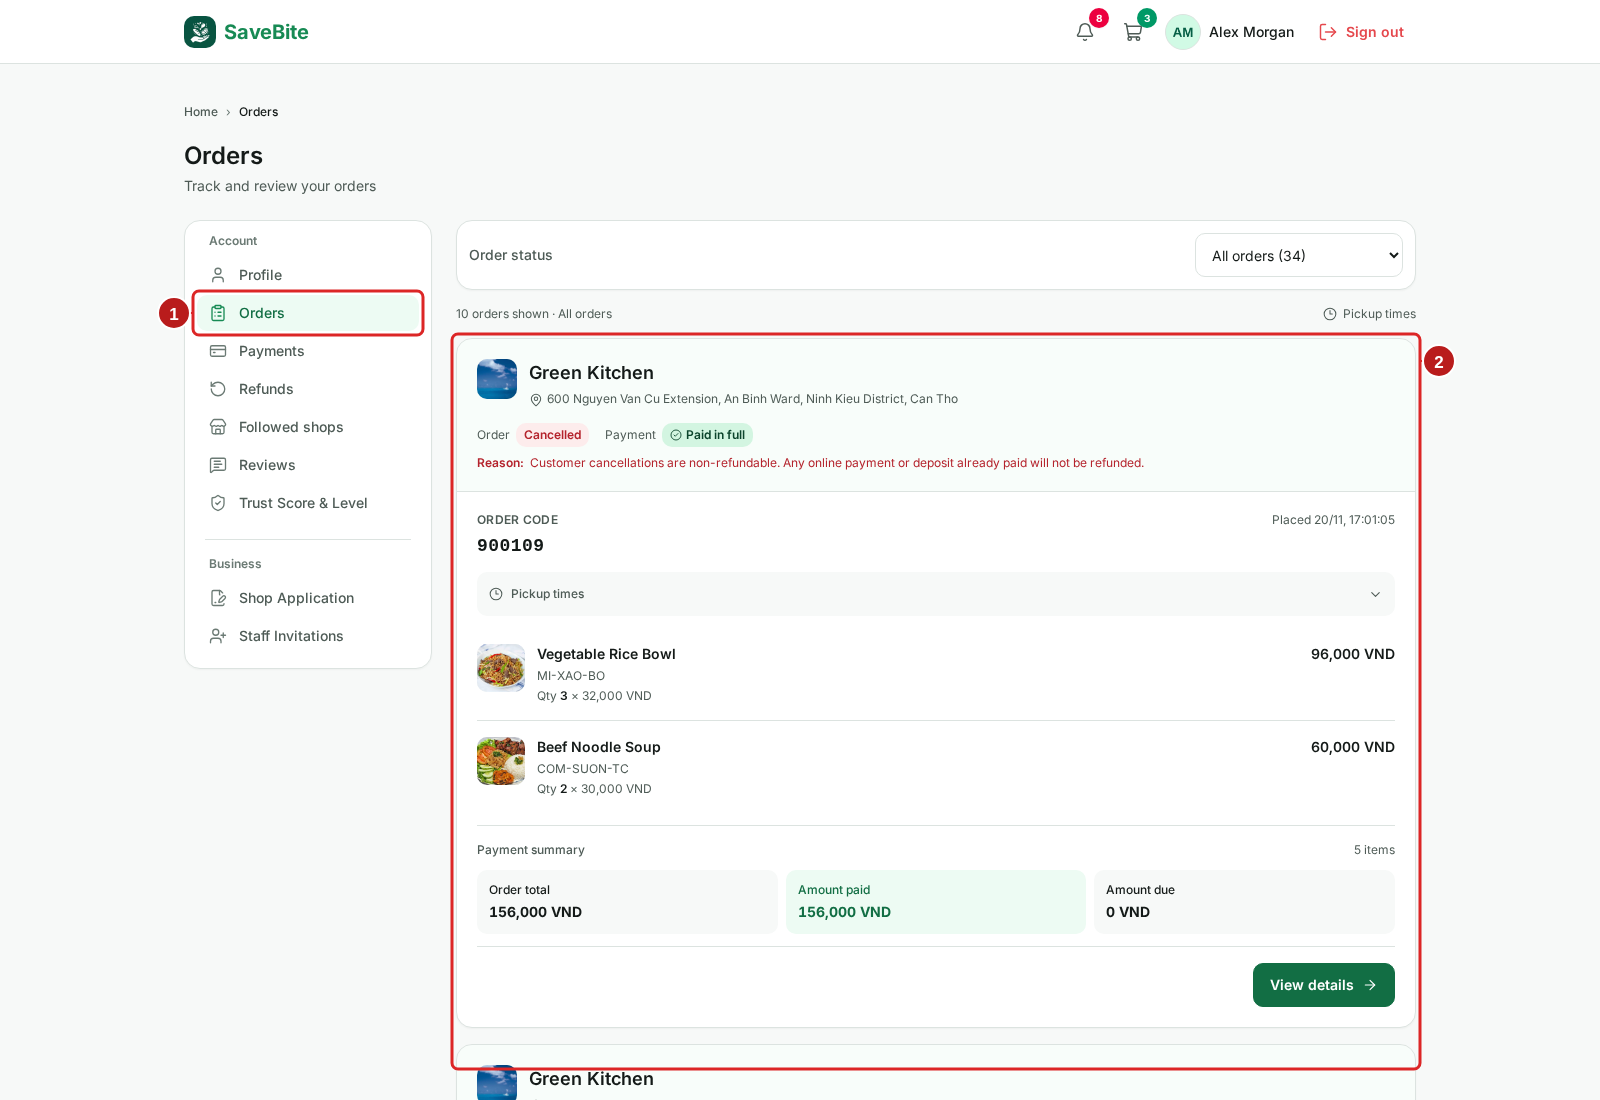 SaveBite
8
3
AM
Alex Morgan
Sign out
Home › Orders
Orders
Track and review your orders
Account
Profile
1
Orders
Payments
Refunds
Followed shops
Reviews
Trust Score & Level
Business
Shop Application
Staff Invitations
Order status
All orders (34)
10 orders shown · All orders
Pickup times
2
Green Kitchen
600 Nguyen Van Cu Extension, An Binh Ward, Ninh Kieu District, Can Tho
Order Cancelled Payment Paid in full
Reason: Customer cancellations are non-refundable. Any online payment or deposit already paid will not be refunded.
ORDER CODE
Placed 20/11, 17:01:05
900109
Pickup times
Vegetable Rice Bowl
96,000 VND
MI-XAO-BO
Qty 3 × 32,000 VND
Beef Noodle Soup
60,000 VND
COM-SUON-TC
Qty 2 × 30,000 VND
Payment summary
5 items
Order total
156,000 VND
Amount paid
156,000 VND
Amount due
0 VND
View details
Green Kitchen